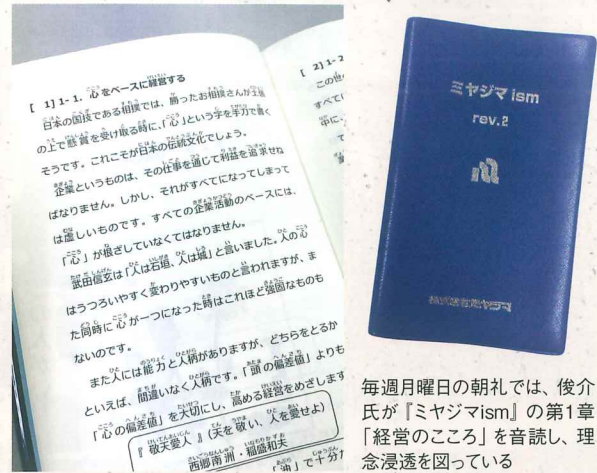 [ 1] 1- 1. 心をベースに経営する
日本の国技である相撲では、勝ったお相撲さんが土俵
の上で懸賞を受け取る時に、「心」という字を手刀で書く
そうです。これこそが日本の伝統文化でしょう。
企業というものは、その仕事を通じて利益を追求せね
ばなりません。しかし、それがすべてになってしまって
は虚しいものです。すべての企業活動のベースには、
「心」が根ざしていなくてはなりません。
武田信玄は「人は石垣、人は城」と言いました。人の心
はうつろいやすく変わりやすいものと言われますが、ま
た同時に心が一つになった時はこれほど強固なものも
ないのです。
また人には能力と人柄がありますが、どちらをとるか
といえば、間違いなく人柄です。「頭の偏差値」よりも
「心の偏差値」を大切にし、高める経営をめざします
『敬天愛人 』(天を敬い、人を愛せよ)
西郷南洲・稲盛和夫
[ 2] 1- 2
この世
すべて
中に
ミヤジマ ism
rev.2
株式会社ミヤジマ
毎週月曜日の朝礼では、俊介
氏が『ミヤジマism』の第1章
「経営のこころ」を音読し、理
念浸透を図っている